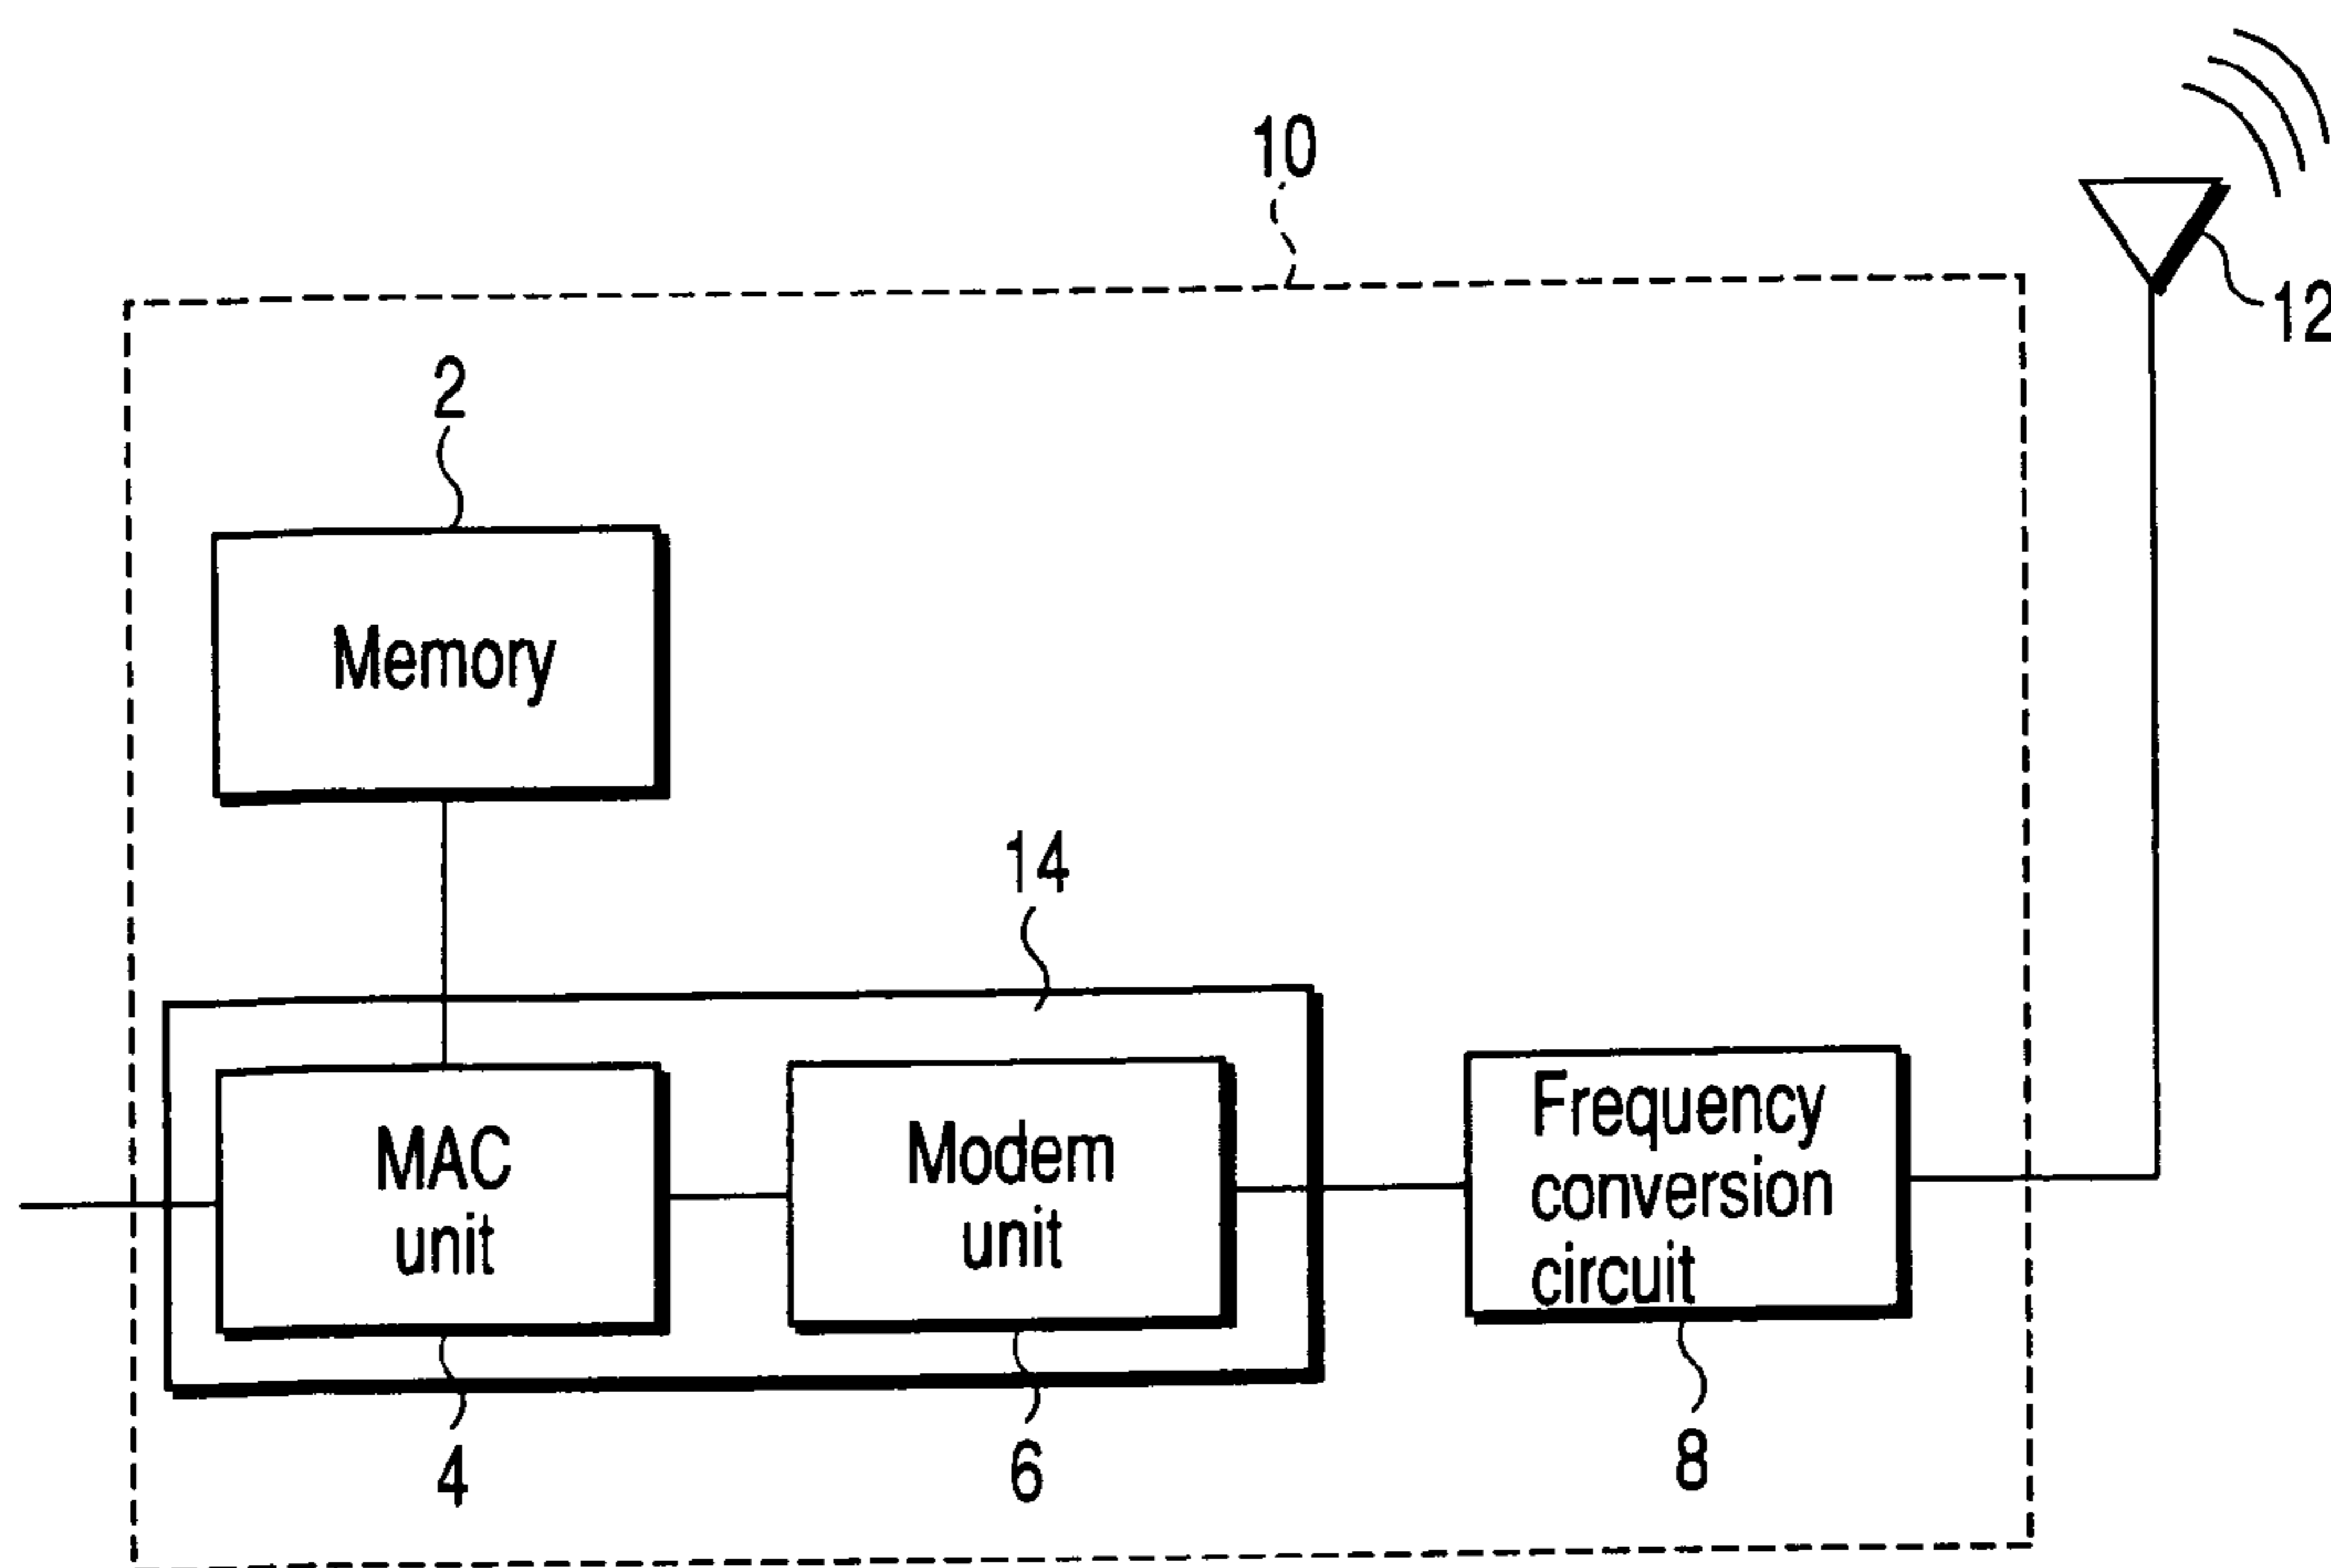 10
12
2
Memory
14
MAC
unit
Modem
unit
Frequency
conversion
circuit
4
6
8